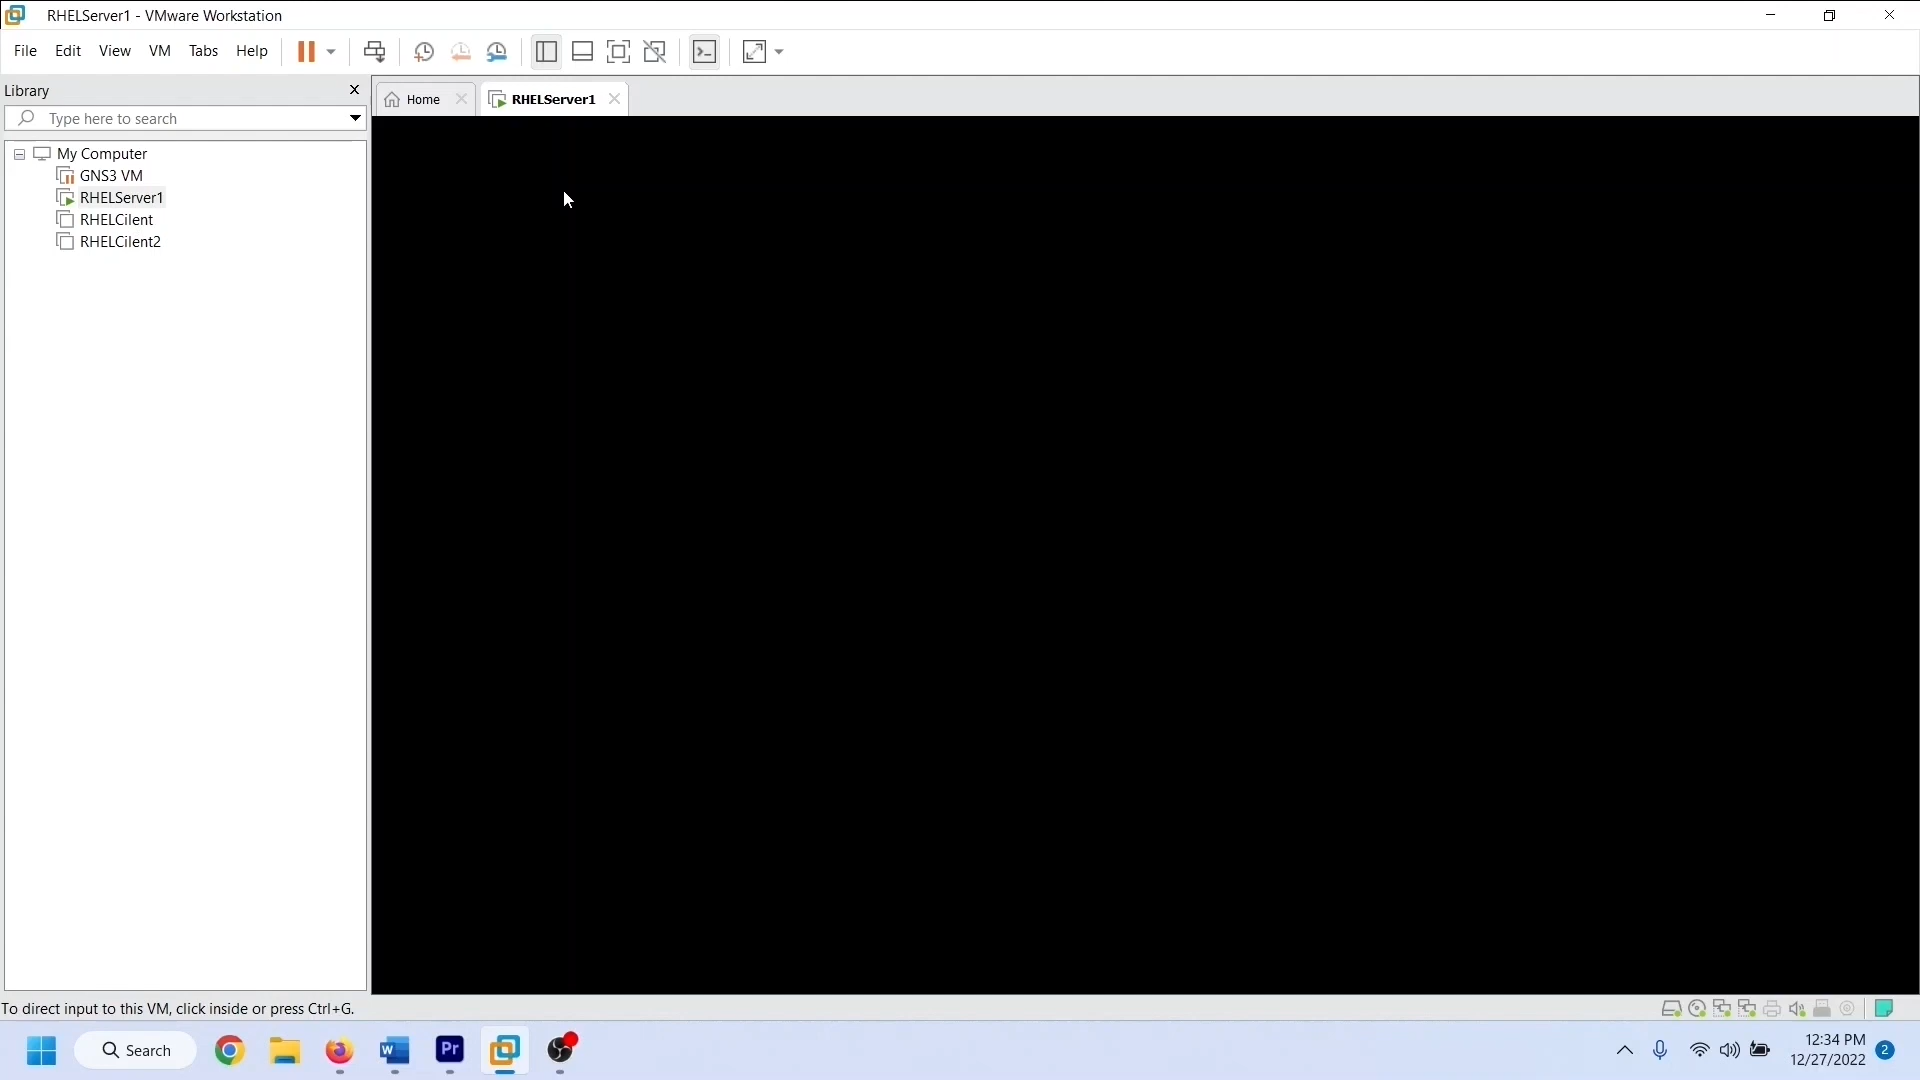 RHELServer1 - VMware Workstation
File Edit View VM Tabs Help
Library
Type here to search
Home
RHELServer1
My Computer
GNS3 VM
RHELServer1
RHELCilent
RHELCilent2
To direct input to this VM, click inside or press Ctrl+G.
Search
W
Pr
12:34 PM
12/27/2022
2